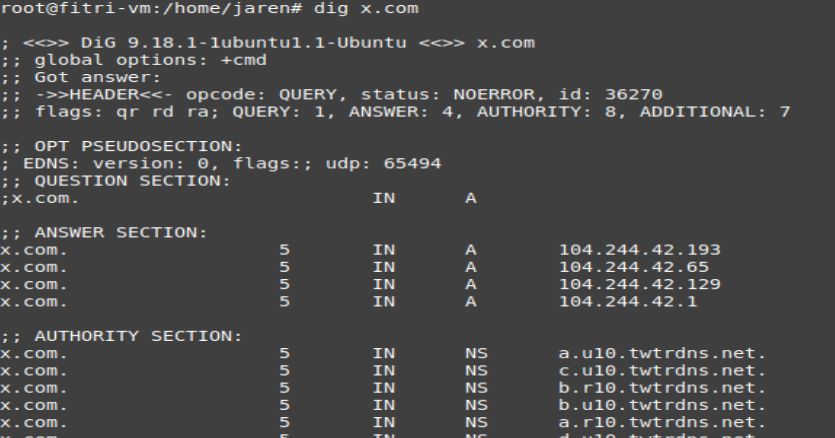 root@fitri-vm:/home/jaren# dig x.com
; <<>> DiG 9.18.1-1ubuntu1.1-Ubuntu <<>> x.com
;; global options: +cmd
;; Got answer:
;; ->>HEADER<<- opcode: QUERY, status: NOERROR, id: 36270
;; flags: qr rd ra; QUERY: 1, ANSWER: 4, AUTHORITY: 8, ADDITIONAL: 7
;; OPT PSEUDOSECTION:
; EDNS: version: 0, flags:; udp: 65494
;; QUESTION SECTION:
;x.com. IN A
;; ANSWER SECTION:
x.com. 5 IN A 104.244.42.193
x.com. 5 IN A 104.244.42.65
x.com. 5 IN A 104.244.42.129
x.com. 5 IN A 104.244.42.1
;; AUTHORITY SECTION:
x.com. 5 IN NS a.u10.twtrdns.net.
x.com. 5 IN NS c.u10.twtrdns.net.
x.com. 5 IN NS b.r10.twtrdns.net.
x.com. 5 IN NS b.u10.twtrdns.net.
x.com. 5 IN NS a.r10.twtrdns.net.
x.com. 5 IN NS d.u10.twtrdns.net.